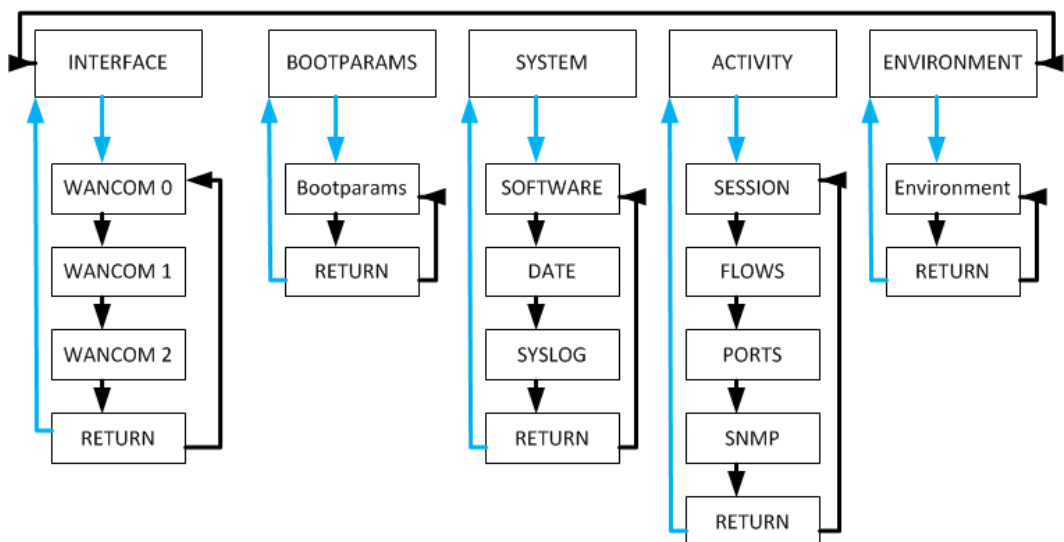 INTERFACE
BOOTPARAMS
SYSTEM
ACTIVITY
ENVIRONMENT
WANCOM 0
Bootparams
SOFTWARE
SESSION
Environment
WANCOM 1
RETURN
DATE
FLOWS
RETURN
WANCOM 2
SYSLOG
PORTS
RETURN
RETURN
SNMP
RETURN